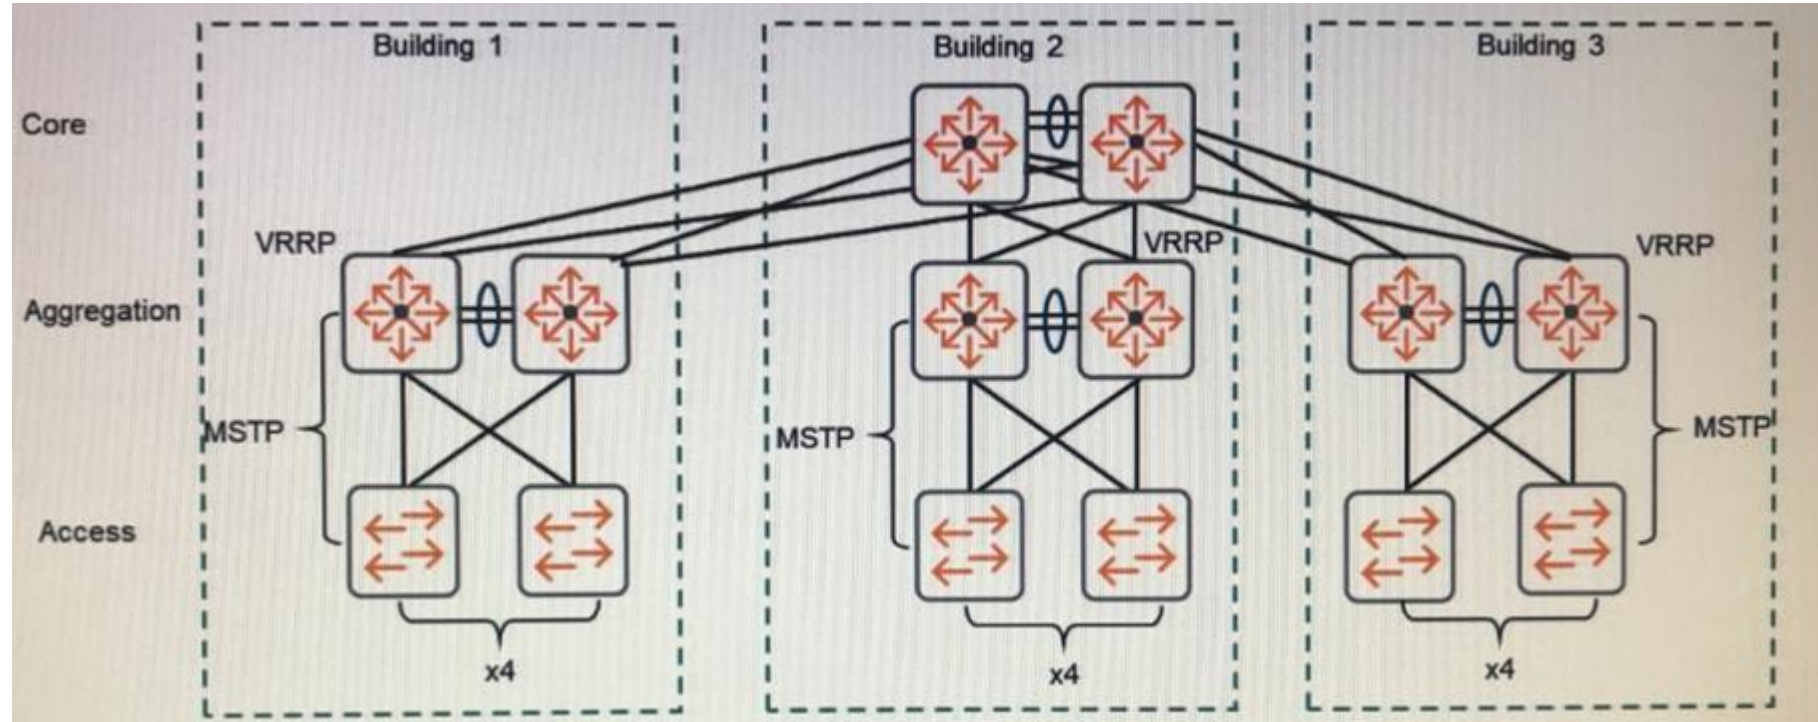 Building 1
Building 2
Building 3
Core
VRRP
VRRP
VRRP
Aggregation
MSTP
MSTP
MSTP
Access
x4
x4
x4